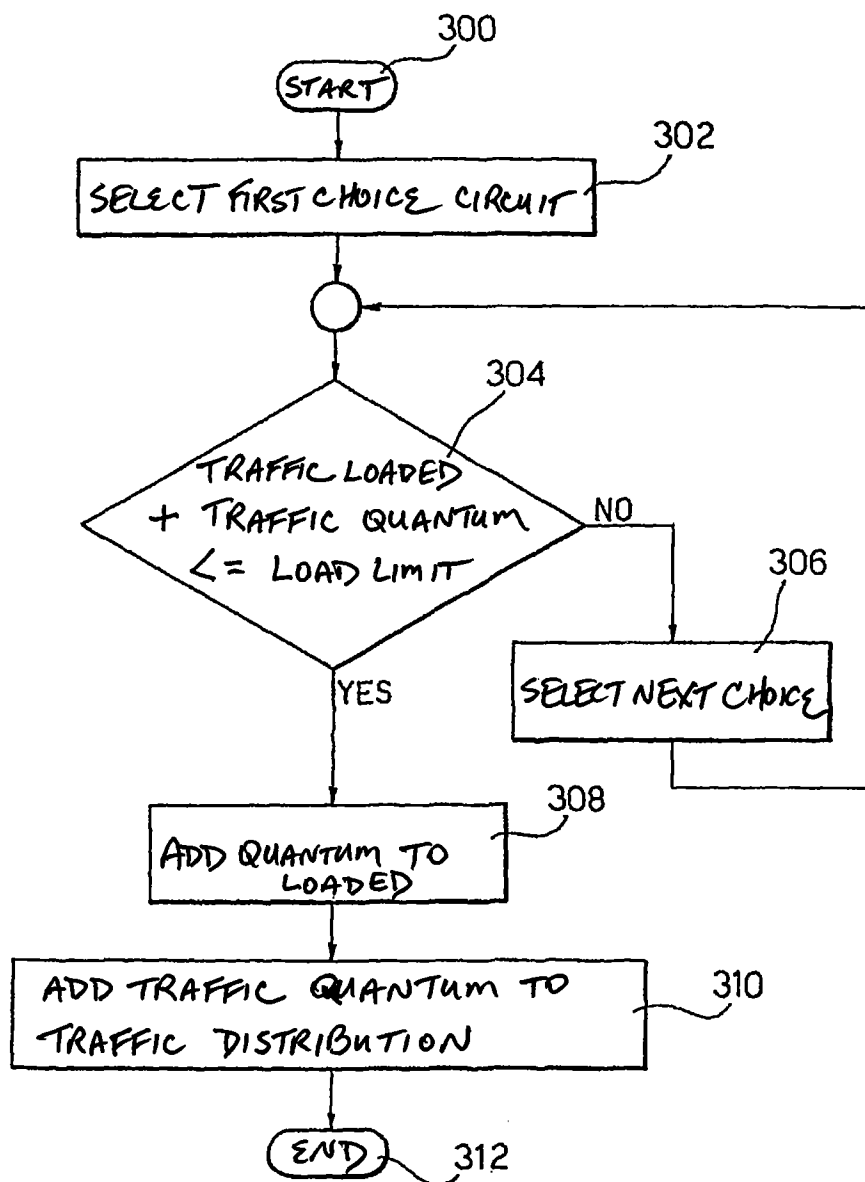 300
START
302
SELECT FIRST CHOICE CIRCUIT
304
TRAFFIC LOADED
+ TRAFFIC QUANTUM
<= LOAD LIMIT
NO
306
SELECT NEXT CHOICE
YES
308
ADD QUANTUM TO
LOADED
ADD TRAFFIC QUANTUM TO
TRAFFIC DISTRIBUTION
310
END
312